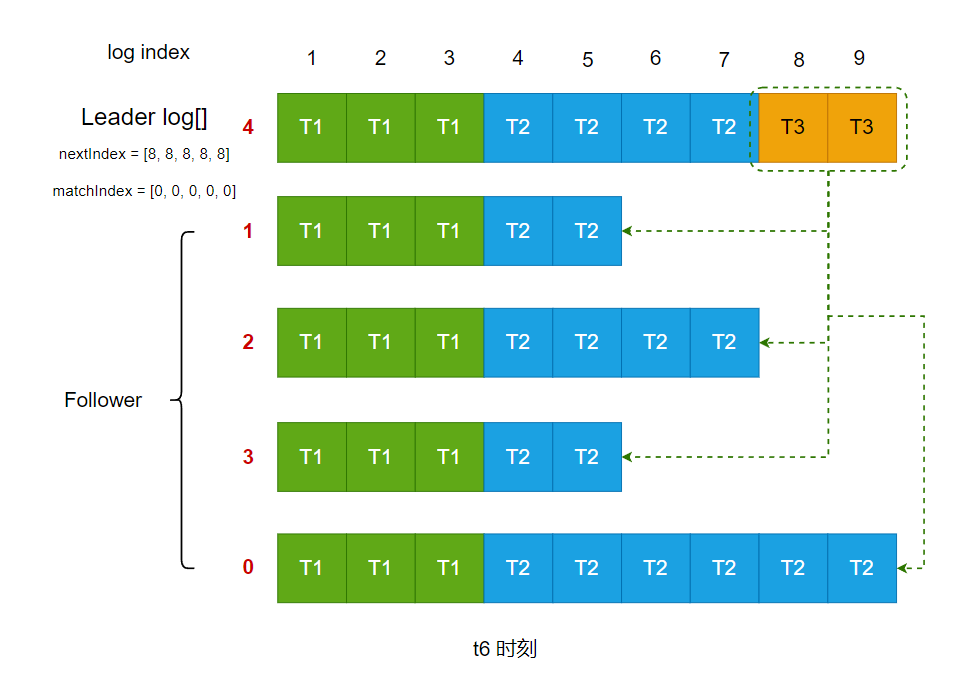 log index 1 2 3 4 5 6 7 8 9
Leader log[] 4 T1 T1 T1 T2 T2 T2 T2 T3 T3
nextIndex = [8, 8, 8, 8, 8]
matchIndex = [0, 0, 0, 0, 0]
1 T1 T1 T1 T2 T2
2 T1 T1 T1 T2 T2 T2 T2
Follower
3 T1 T1 T1 T2 T2
0 T1 T1 T1 T2 T2 T2 T2 T2 T2
t6 时刻